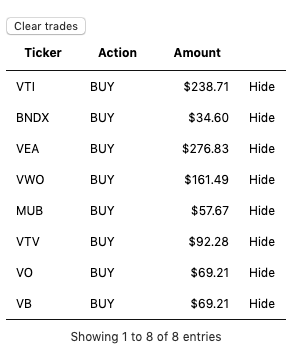 Clear trades
Ticker Action Amount
VTI BUY $238.71 Hide
BNDX BUY $34.60 Hide
VEA BUY $276.83 Hide
VWO BUY $161.49 Hide
MUB BUY $57.67 Hide
VTV BUY $92.28 Hide
VO BUY $69.21 Hide
VB BUY $69.21 Hide
Showing 1 to 8 of 8 entries